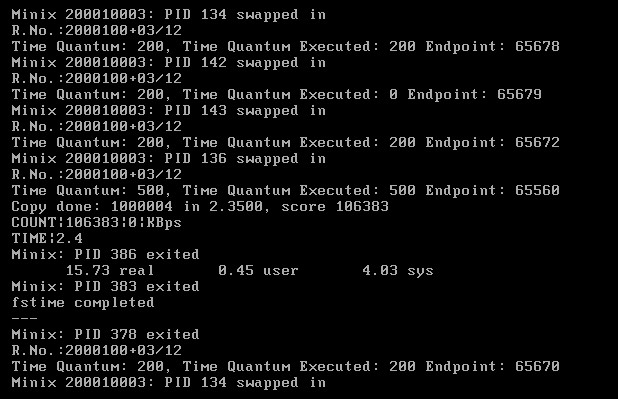 Minix 200010003: PID 134 swapped in
R.No.:2000100+03/12
Time Quantum: 200, Time Quantum Executed: 200 Endpoint: 65678
Minix 200010003: PID 142 swapped in
R.No.:2000100+03/12
Time Quantum: 200, Time Quantum Executed: 0 Endpoint: 65679
Minix 200010003: PID 143 swapped in
R.No.:2000100+03/12
Time Quantum: 200, Time Quantum Executed: 200 Endpoint: 65672
Minix 200010003: PID 136 swapped in
R.No.:2000100+03/12
Time Quantum: 500, Time Quantum Executed: 500 Endpoint: 65560
Copy done: 1000004 in 2.3500, score 106383
COUNT|106383|0|KBps
TIME|2.4
Minix: PID 386 exited
15.73 real 0.45 user 4.03 sys
Minix: PID 383 exited
fstime completed
---
Minix: PID 378 exited
R.No.:2000100+03/12
Time Quantum: 200, Time Quantum Executed: 200 Endpoint: 65670
Minix 200010003: PID 134 swapped in